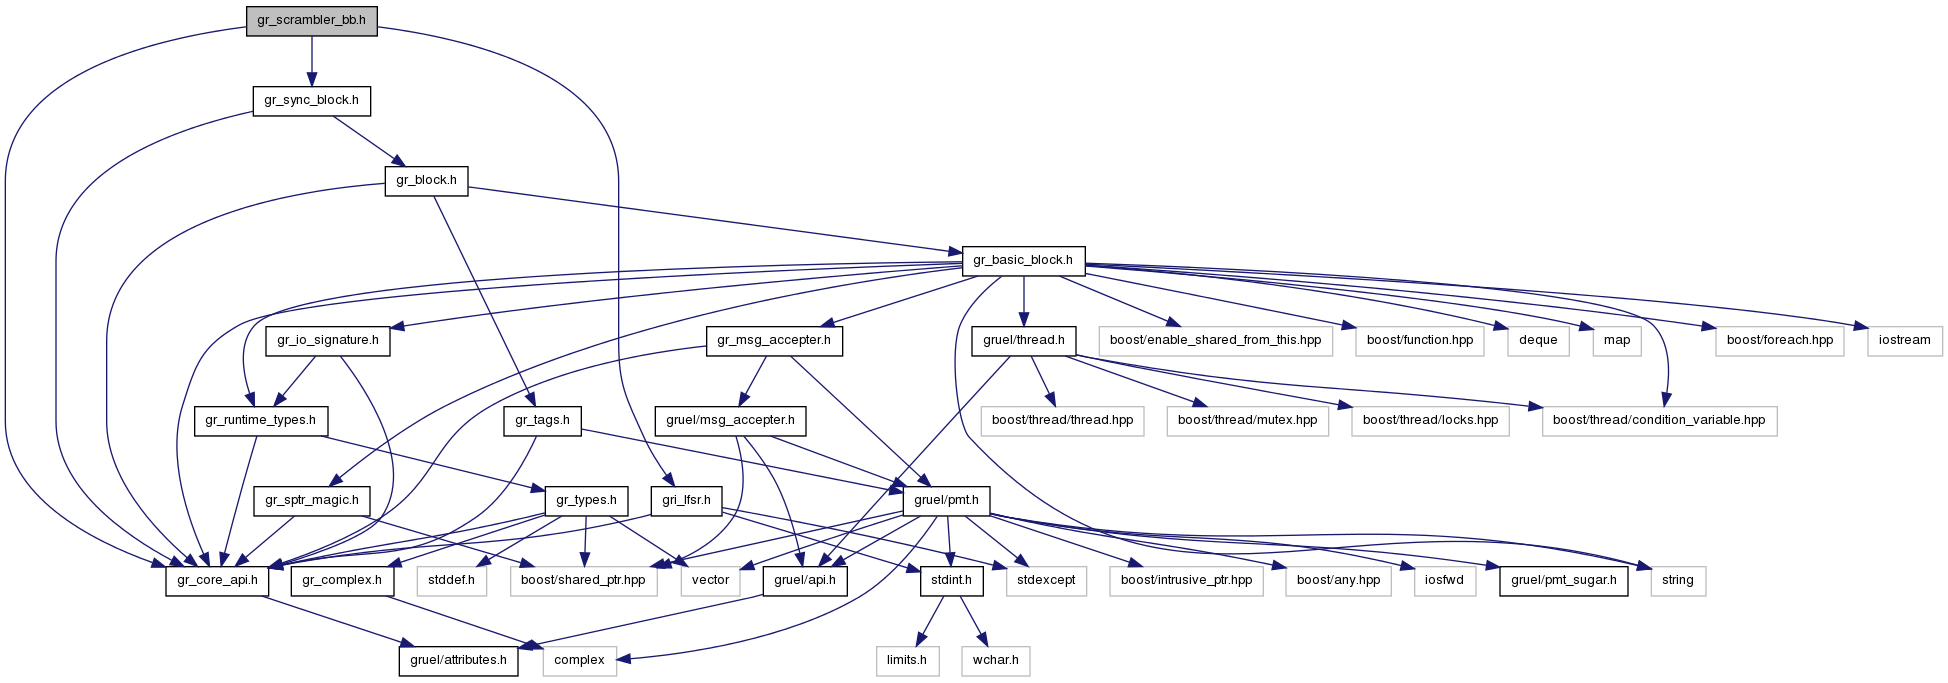 gr_scrambler_bb.h
gr_sync_block.h
gr_block.h
gr_basic_block.h
gr_io_signature.h
gr_msg_accepter.h
gruel/thread.h
boost/enable_shared_from_this.hpp
boost/function.hpp
deque
map
boost/foreach.hpp
iostream
gr_runtime_types.h
gr_tags.h
gruel/msg_accepter.h
boost/thread/thread.hpp
boost/thread/mutex.hpp
boost/thread/locks.hpp
boost/thread/condition_variable.hpp
gr_sptr_magic.h
gr_types.h
gri_lfsr.h
gruel/pmt.h
gr_core_api.h
gr_complex.h
stddef.h
boost/shared_ptr.hpp
vector
gruel/api.h
stdint.h
stdexcept
boost/intrusive_ptr.hpp
boost/any.hpp
iosfwd
gruel/pmt_sugar.h
string
gruel/attributes.h
complex
limits.h
wchar.h